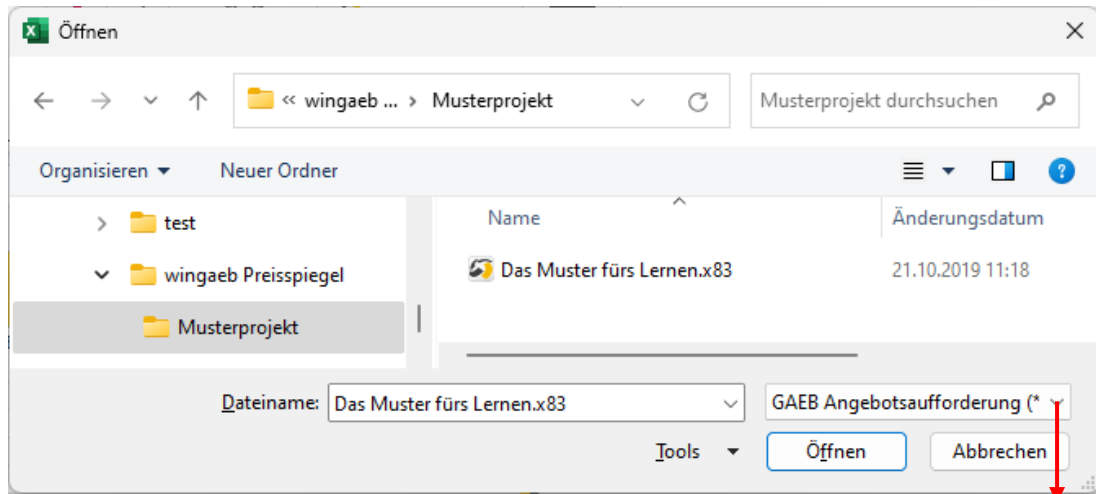 Öffnen
« wingaeb ... › Musterprojekt
Musterprojekt durchsuchen
Organisieren
Neuer Ordner
Name
Änderungsdatum
test
wingaeb Preisspiegel
Musterprojekt
Das Muster fürs Lernen.x83
21.10.2019 11:18
Dateiname:
Das Muster fürs Lernen.x83
GAEB Angebotsaufforderung (*
Tools
Öffnen
Abbrechen